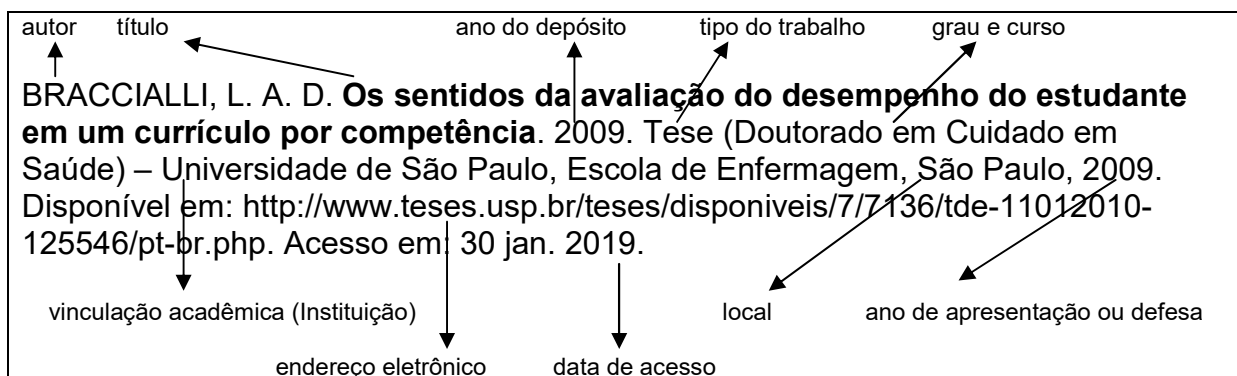 autor título ano do depósito tipo do trabalho grau e curso
BRACCIALLI, L. A. D. Os sentidos da avaliação do desempenho do estudante
em um currículo por competência. 2009. Tese (Doutorado em Cuidado em
Saúde) – Universidade de São Paulo, Escola de Enfermagem, São Paulo, 2009.
Disponível em: http://www.teses.usp.br/teses/disponiveis/7/7136/tde-11012010-
125546/pt-br.php. Acesso em: 30 jan. 2019.
vinculação acadêmica (Instituição) local ano de apresentação ou defesa
endereço eletrônico data de acesso